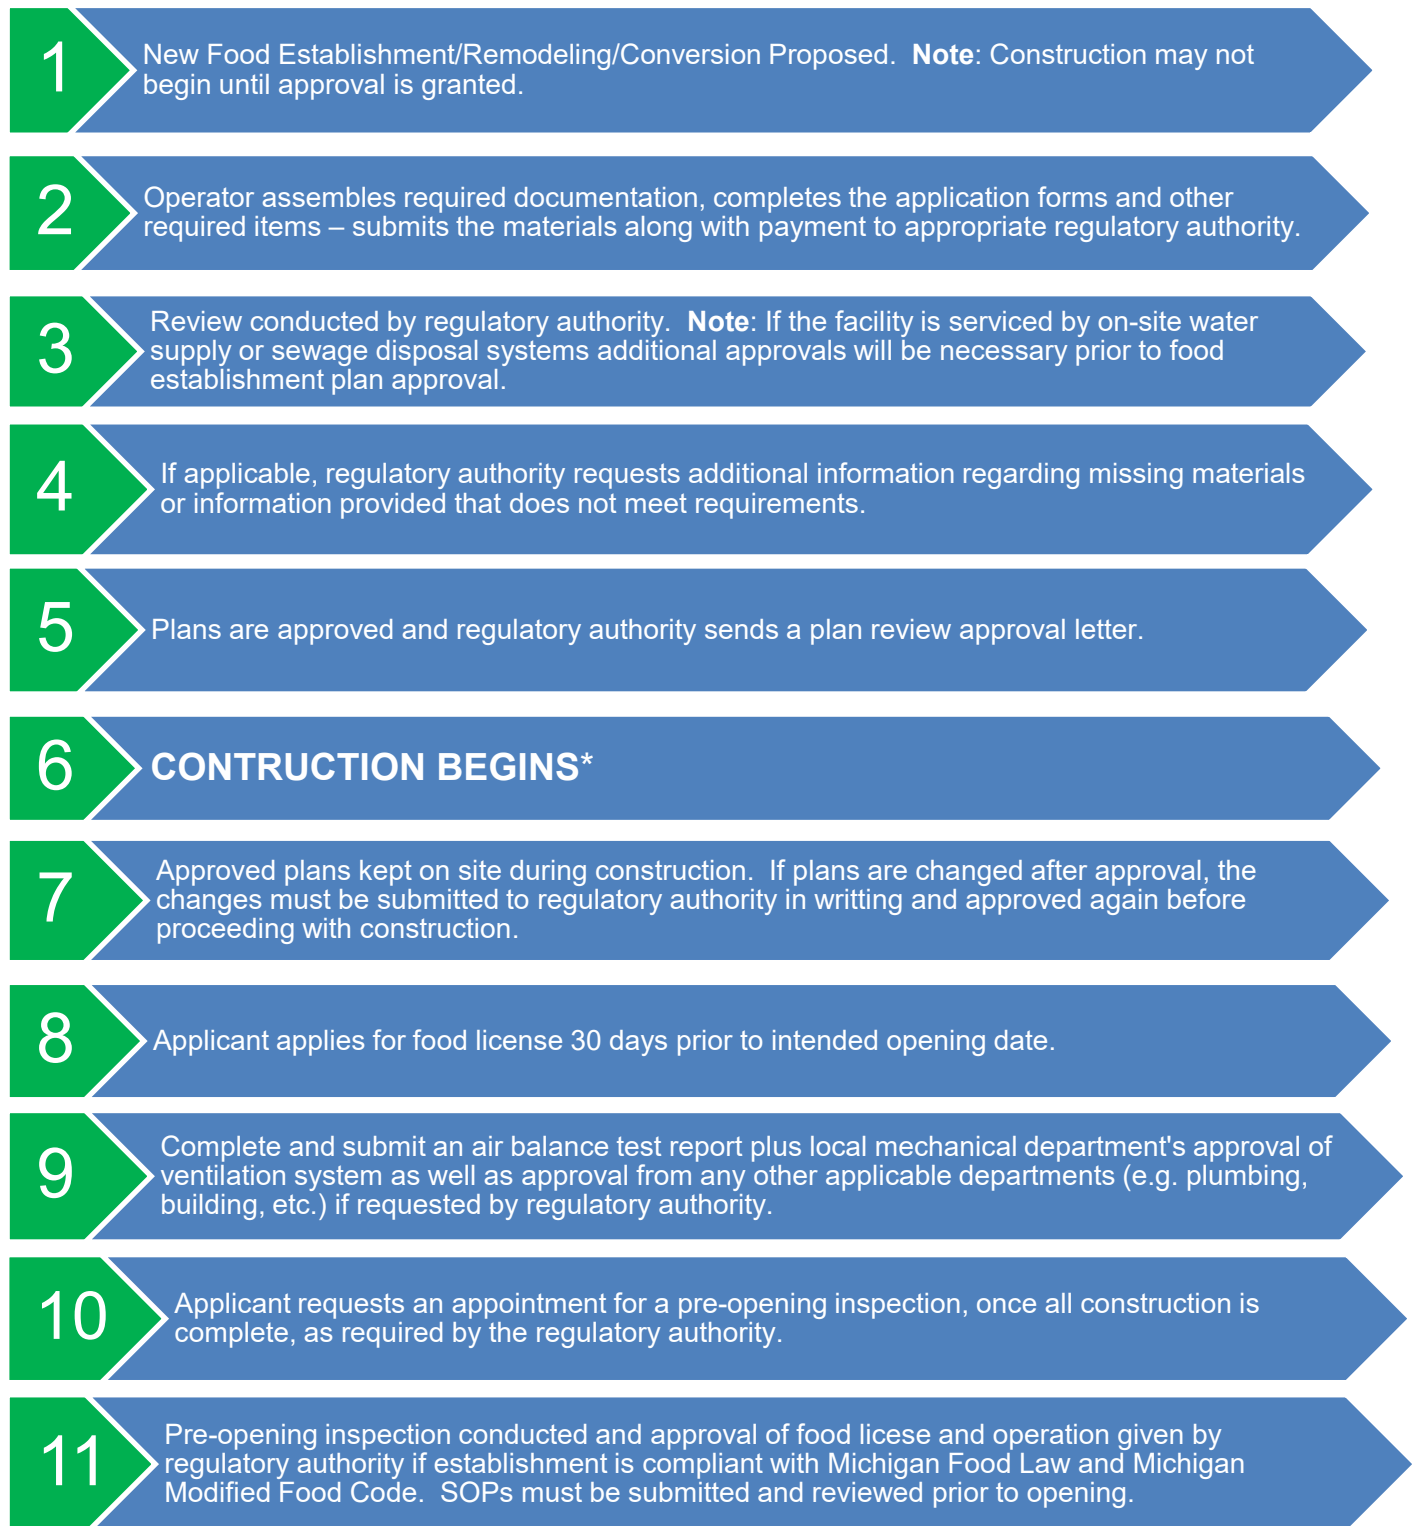 1
New Food Establishment/Remodeling/Conversion Proposed.  Note: Construction may not
begin until approval is granted.
2
Operator assembles required documentation, completes the application forms and other
required items – submits the materials along with payment to appropriate regulatory authority.
3
Review conducted by regulatory authority.  Note: If the facility is serviced by on-site water
supply or sewage disposal systems additional approvals will be necessary prior to food
establishment plan approval.
4
If applicable, regulatory authority requests additional information regarding missing materials
or information provided that does not meet requirements.
5
Plans are approved and regulatory authority sends a plan review approval letter.
6
CONTRUCTION BEGINS*
7
Approved plans kept on site during construction.  If plans are changed after approval, the
changes must be submitted to regulatory authority in writting and approved again before
proceeding with construction.
8
Applicant applies for food license 30 days prior to intended opening date.
9
Complete and submit an air balance test report plus local mechanical department's approval of
ventilation system as well as approval from any other applicable departments (e.g. plumbing,
building, etc.) if requested by regulatory authority.
10
Applicant requests an appointment for a pre-opening inspection, once all construction is
complete, as required by the regulatory authority.
11
Pre-opening inspection conducted and approval of food licese and operation given by
regulatory authority if establishment is compliant with Michigan Food Law and Michigan
Modified Food Code.  SOPs must be submitted and reviewed prior to opening.